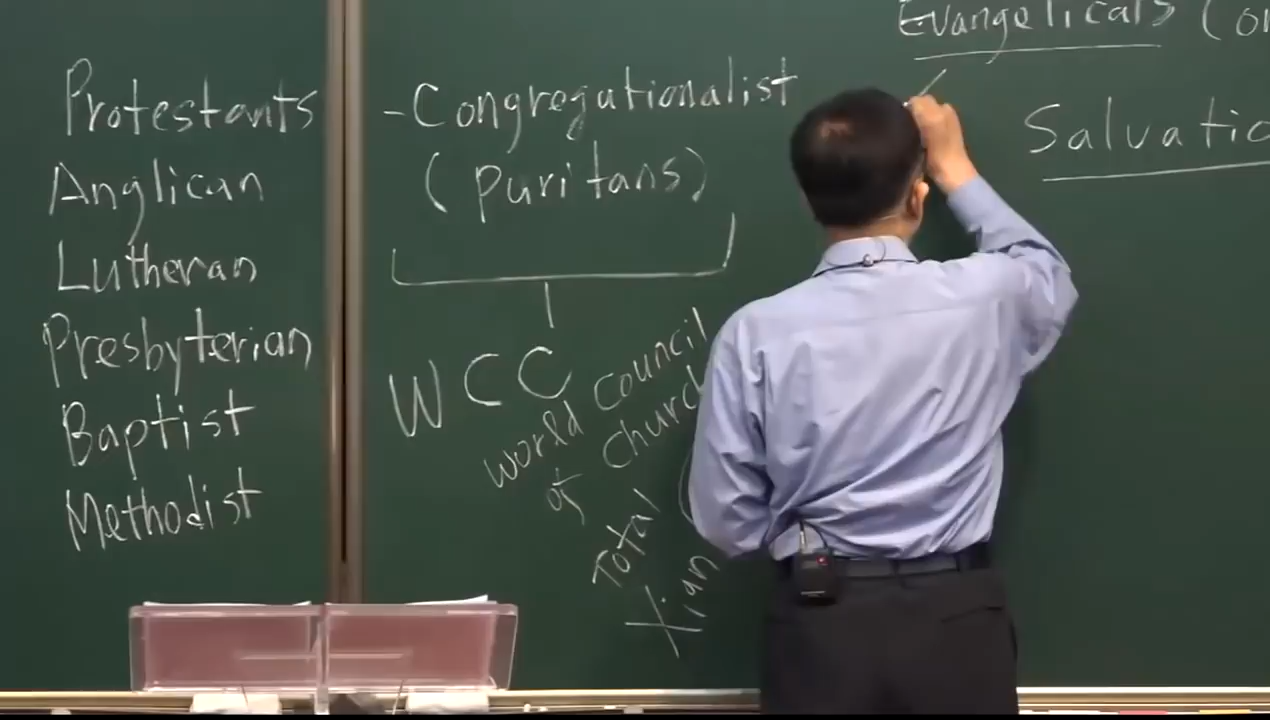 Protestants
Anglican
Lutheran
Presbyterian
Baptist
Methodist
- Congregationalist
(Puritans)
WCC
World Council
of Church
Total
Xian
Evangelicals (
Salvatio